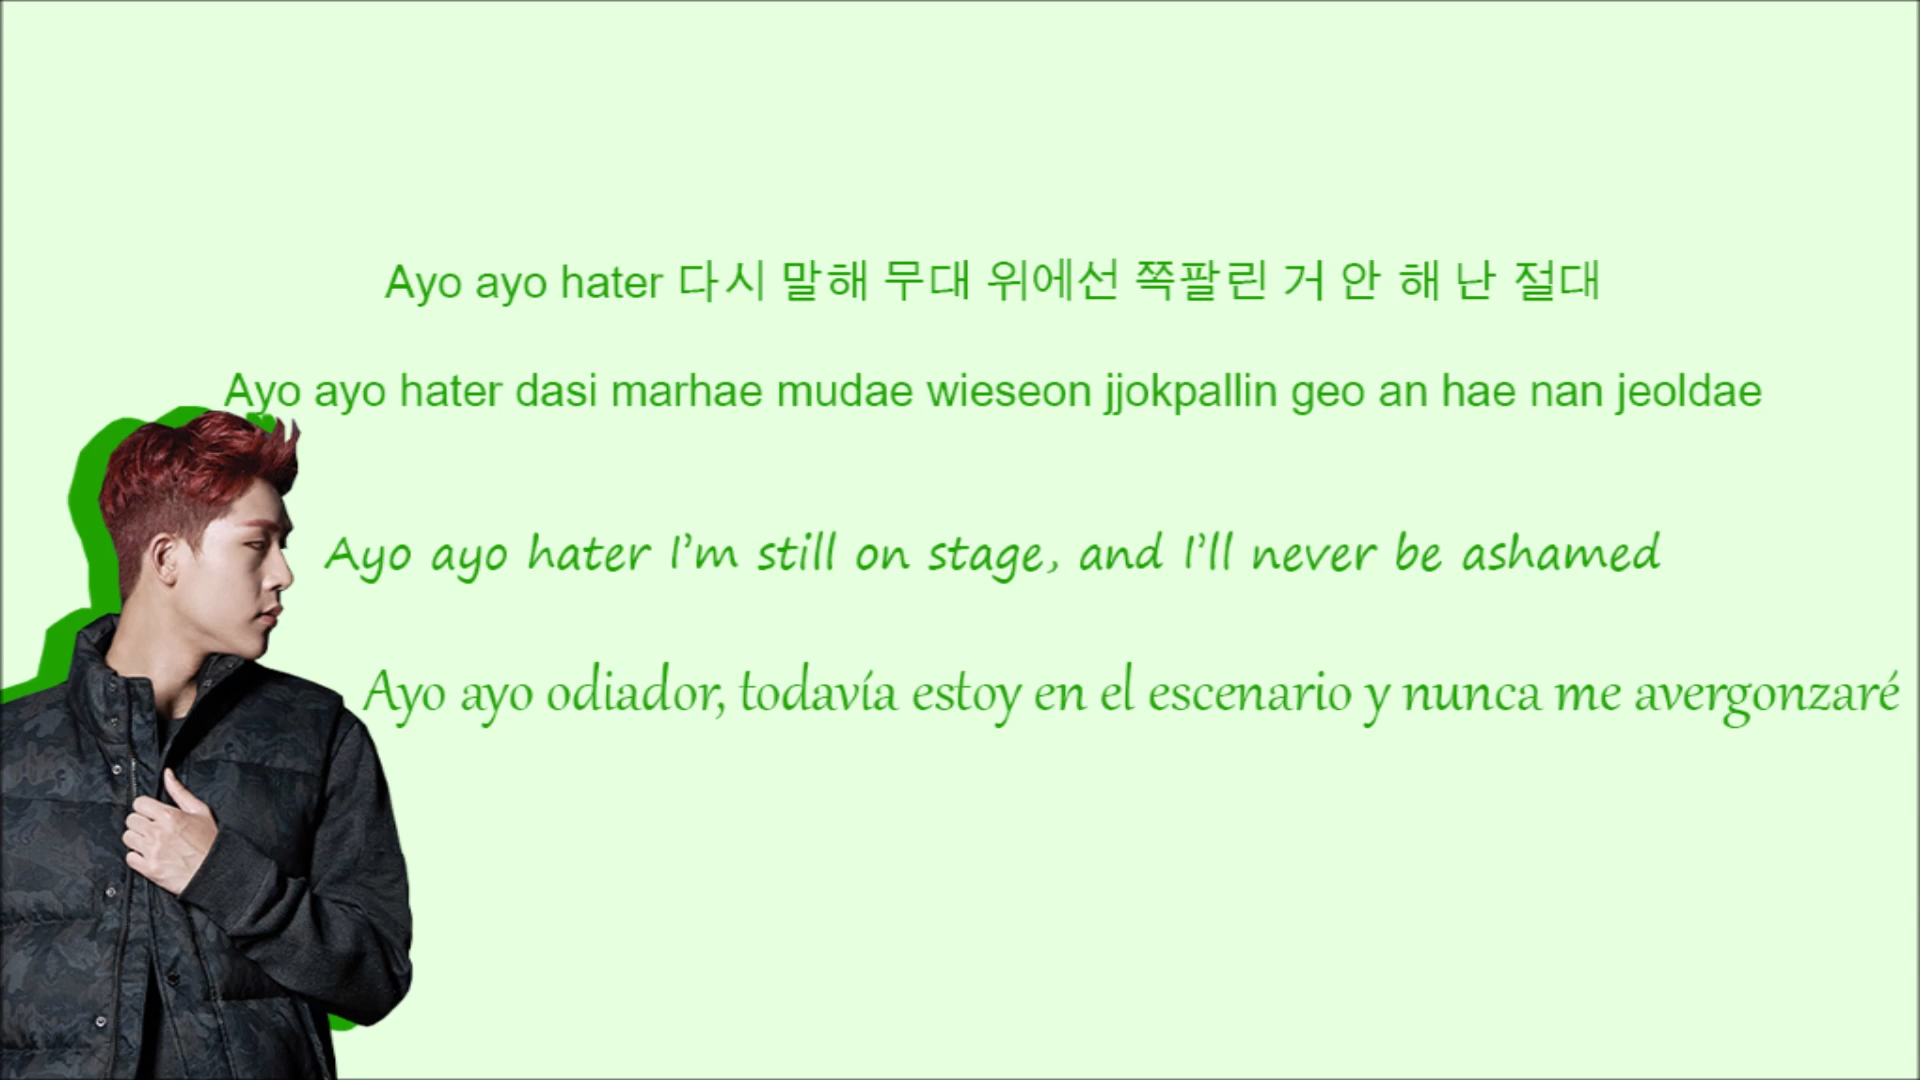 Ayo ayo hater 다시 말해 무대 위에선 쪽팔린 거 안 해 난 절대
Ayo ayo hater dasi marhae mudae wieseon jjokpallin geo an hae nan jeoldae
Ayo ayo hater I’m still on stage, and I’ll never be ashamed
Ayo ayo odiador, todavía estoy en el escenario y nunca me avergonzaré